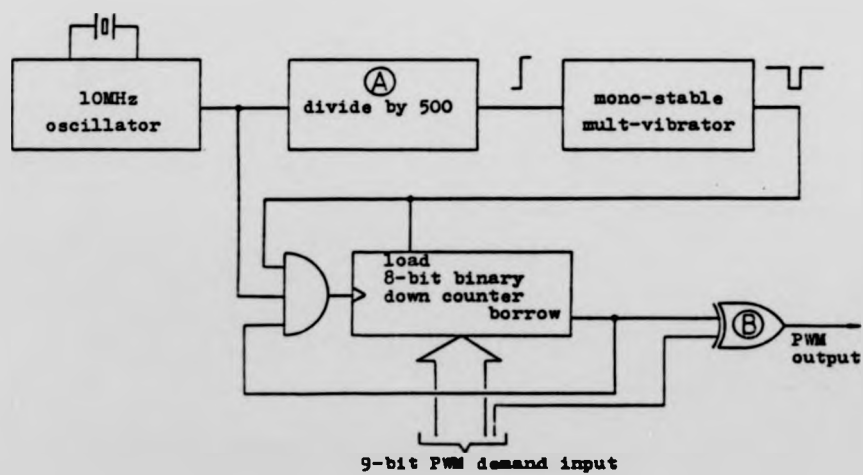 10MHz
oscillator
A
divide by 500
mono-stable
mult-vibrator
load
8-bit binary
down counter
borrow
B
PWM
output
9-bit PWM demand input